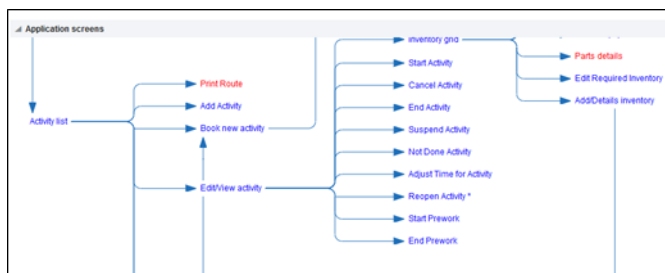 Application screens
Inventory grid
Parts details
Start Activity
Print Route
Cancel Activity
Edit Required Inventory
Add Activity
End Activity
Add/Details inventory
Activity list
Book new activity
Suspend Activity
Not Done Activity
Adjust Time for Activity
Edit/View activity
Reopen Activity *
Start Prework
End Prework